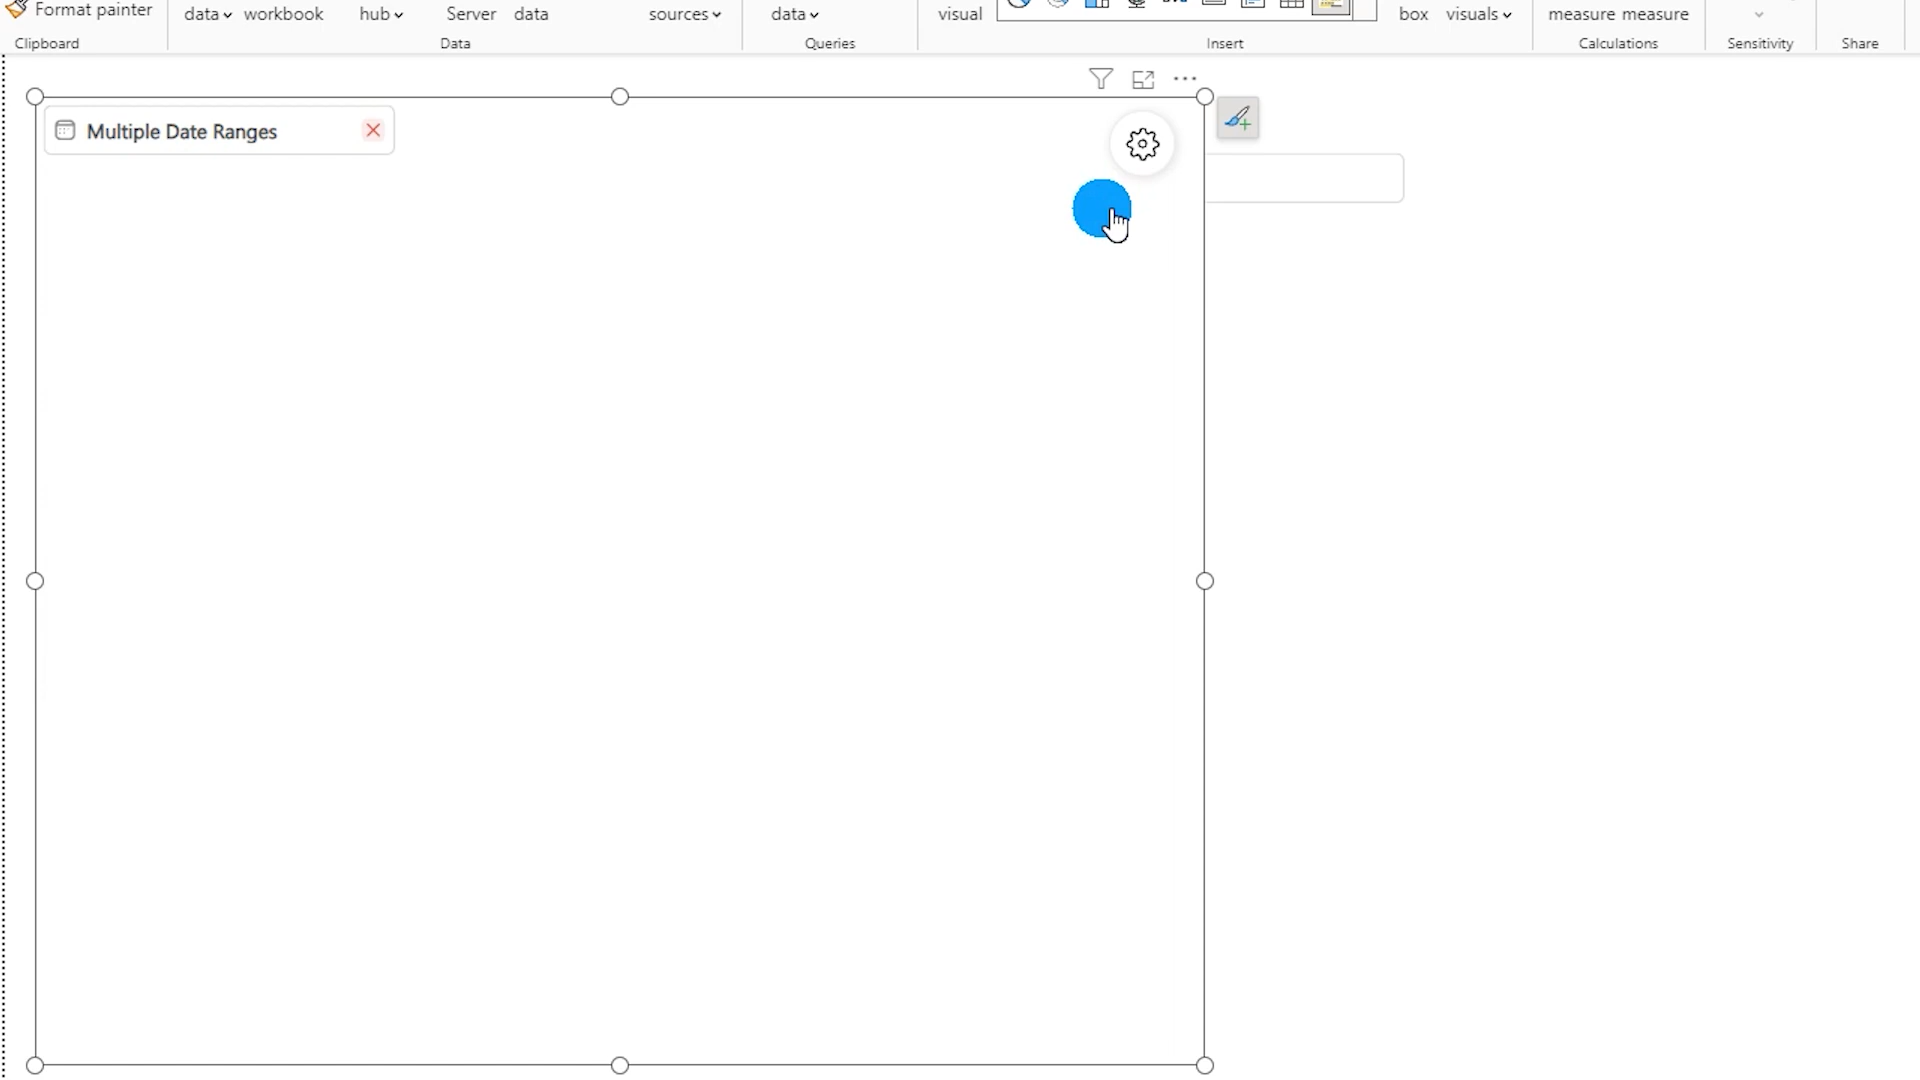 Format painter
data workbook hub Server data sources data visual box visuals measure measure
Clipboard Data Queries Insert Calculations Sensitivity Share
Multiple Date Ranges